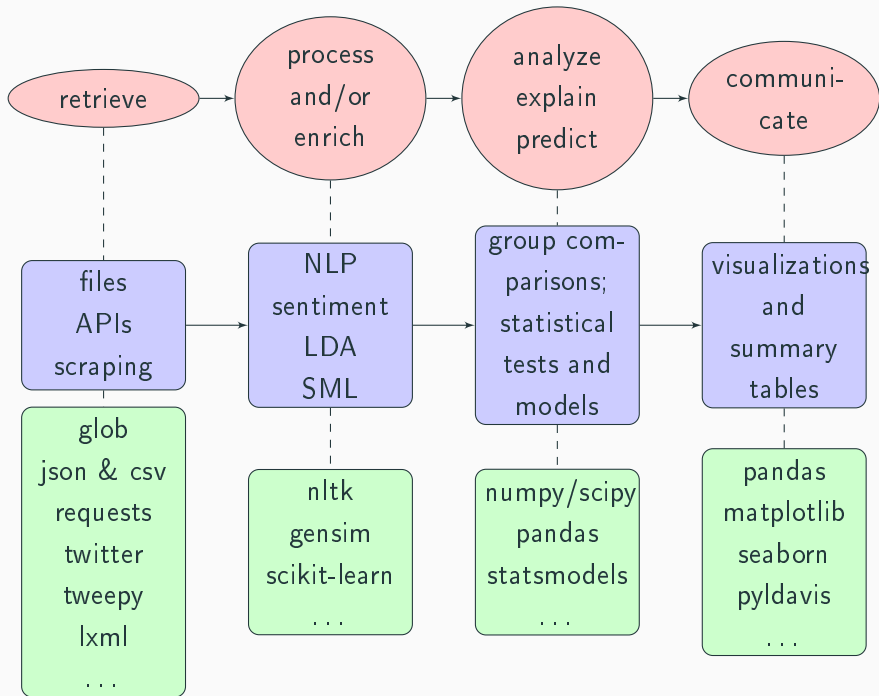 retrieve
process
and/or
enrich
analyze
explain
predict
communi-
cate
files
APIs
scraping
NLP
sentiment
LDA
SML
group com-
parisons;
statistical
tests and
models
visualizations
and
summary
tables
glob
json & csv
requests
twitter
tweepy
lxml
...
nltk
gensim
scikit-learn
...
numpy/scipy
pandas
statsmodels
...
pandas
matplotlib
seaborn
pyldavis
...